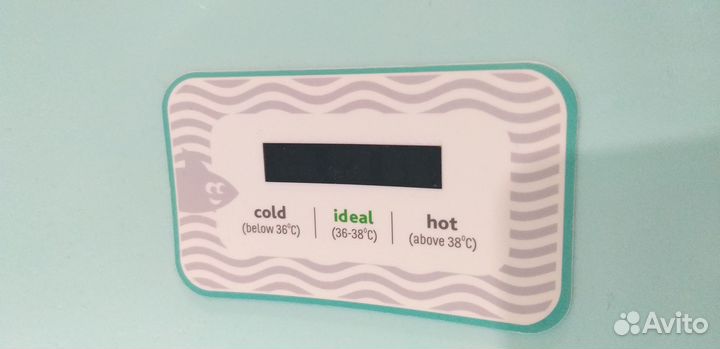 cold
(below 36°C)
ideal
(36-38°C)
hot
(above 38°C)
Avito